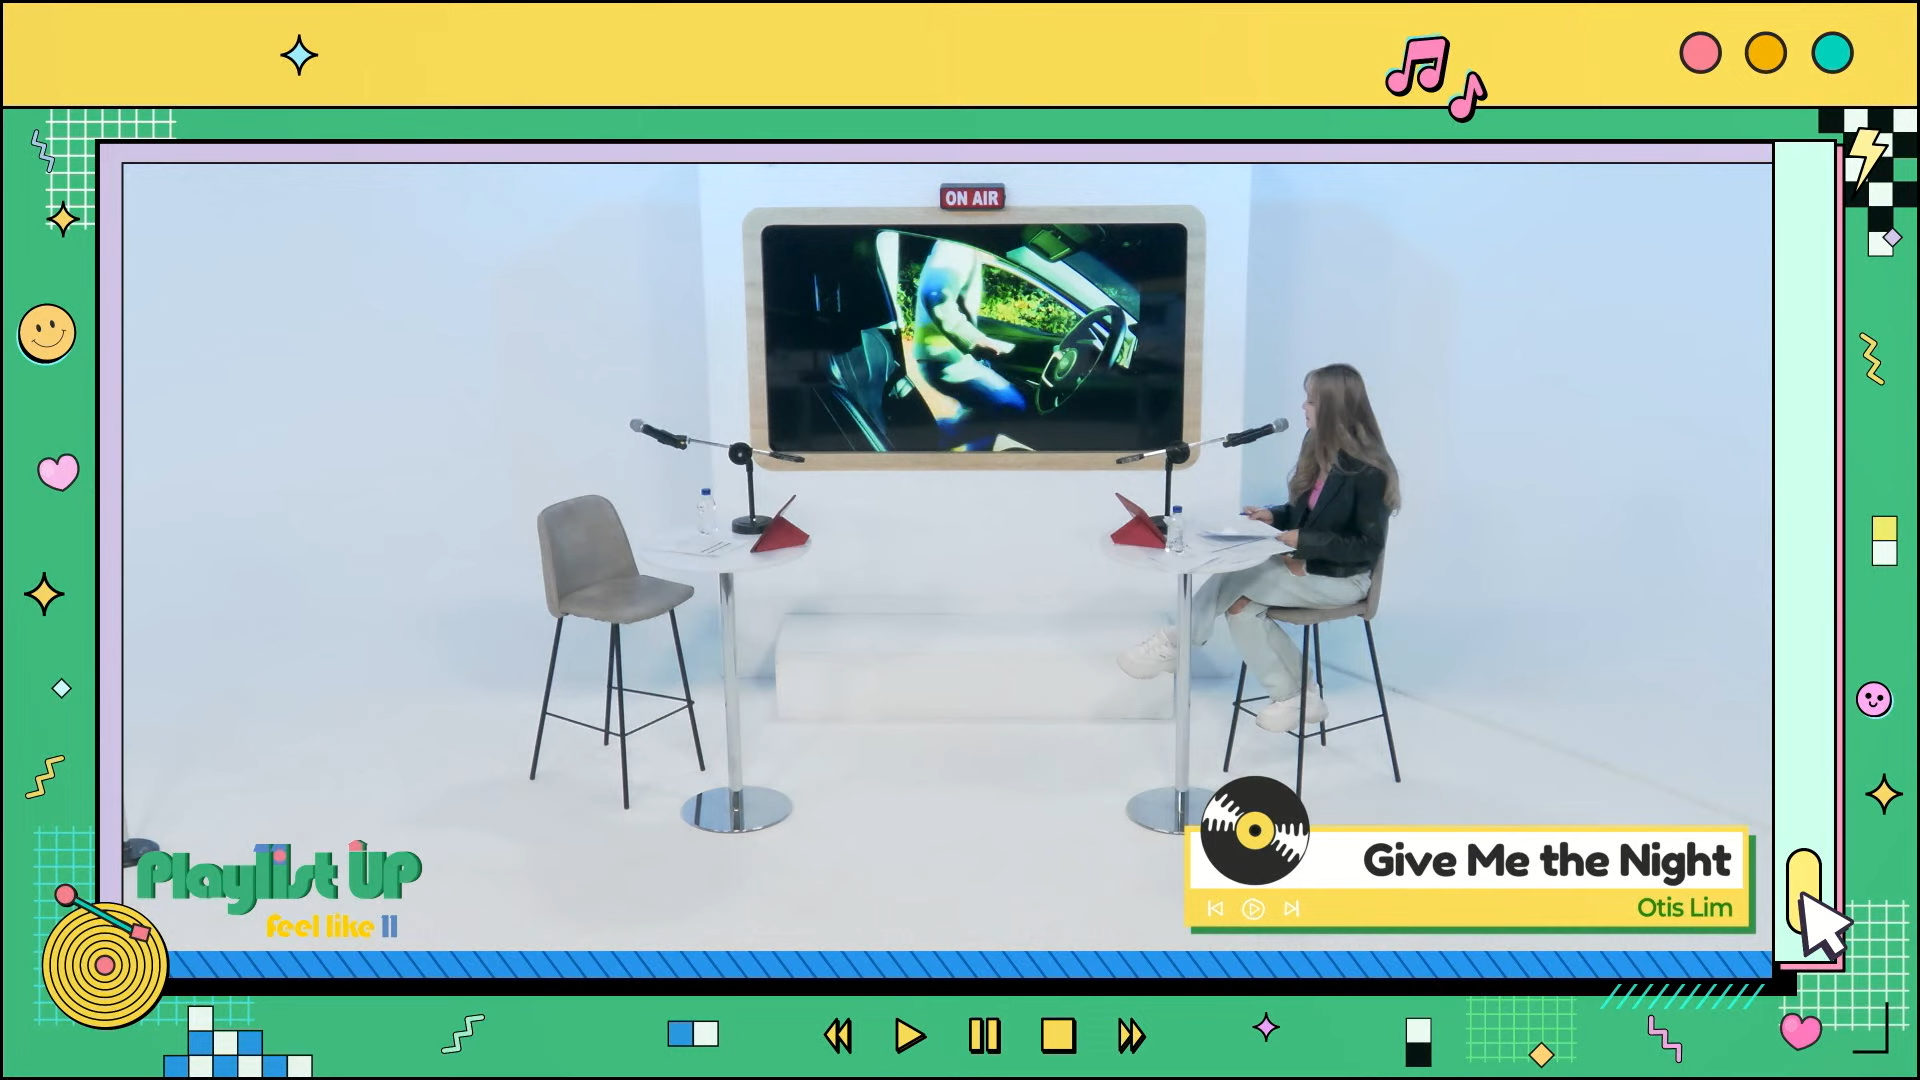 ON AIR
Playlist UP
feel like 11
Give Me the Night
Otis Lim